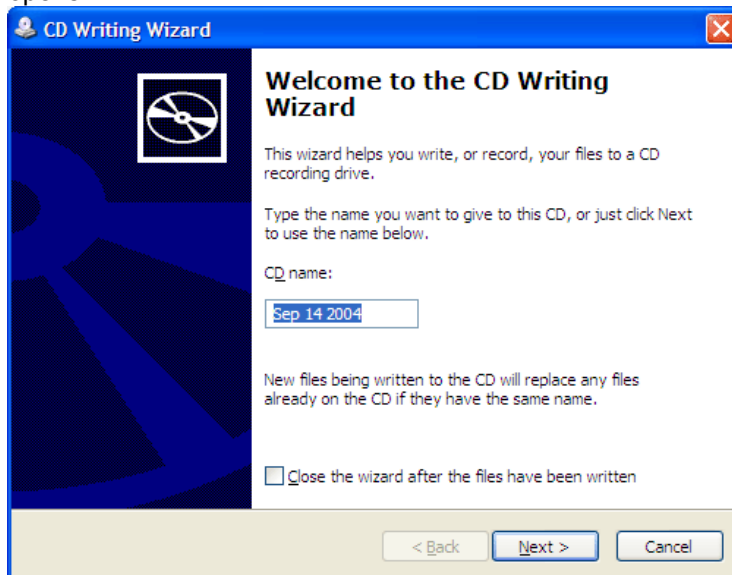 CD Writing Wizard
Welcome to the CD Writing
Wizard
This wizard helps you write, or record, your files to a CD
recording drive.
Type the name you want to give to this CD, or just click Next
to use the name below.
CD name:
Sep 14 2004
New files being written to the CD will replace any files
already on the CD if they have the same name.
Close the wizard after the files have been written
< Back Next > Cancel